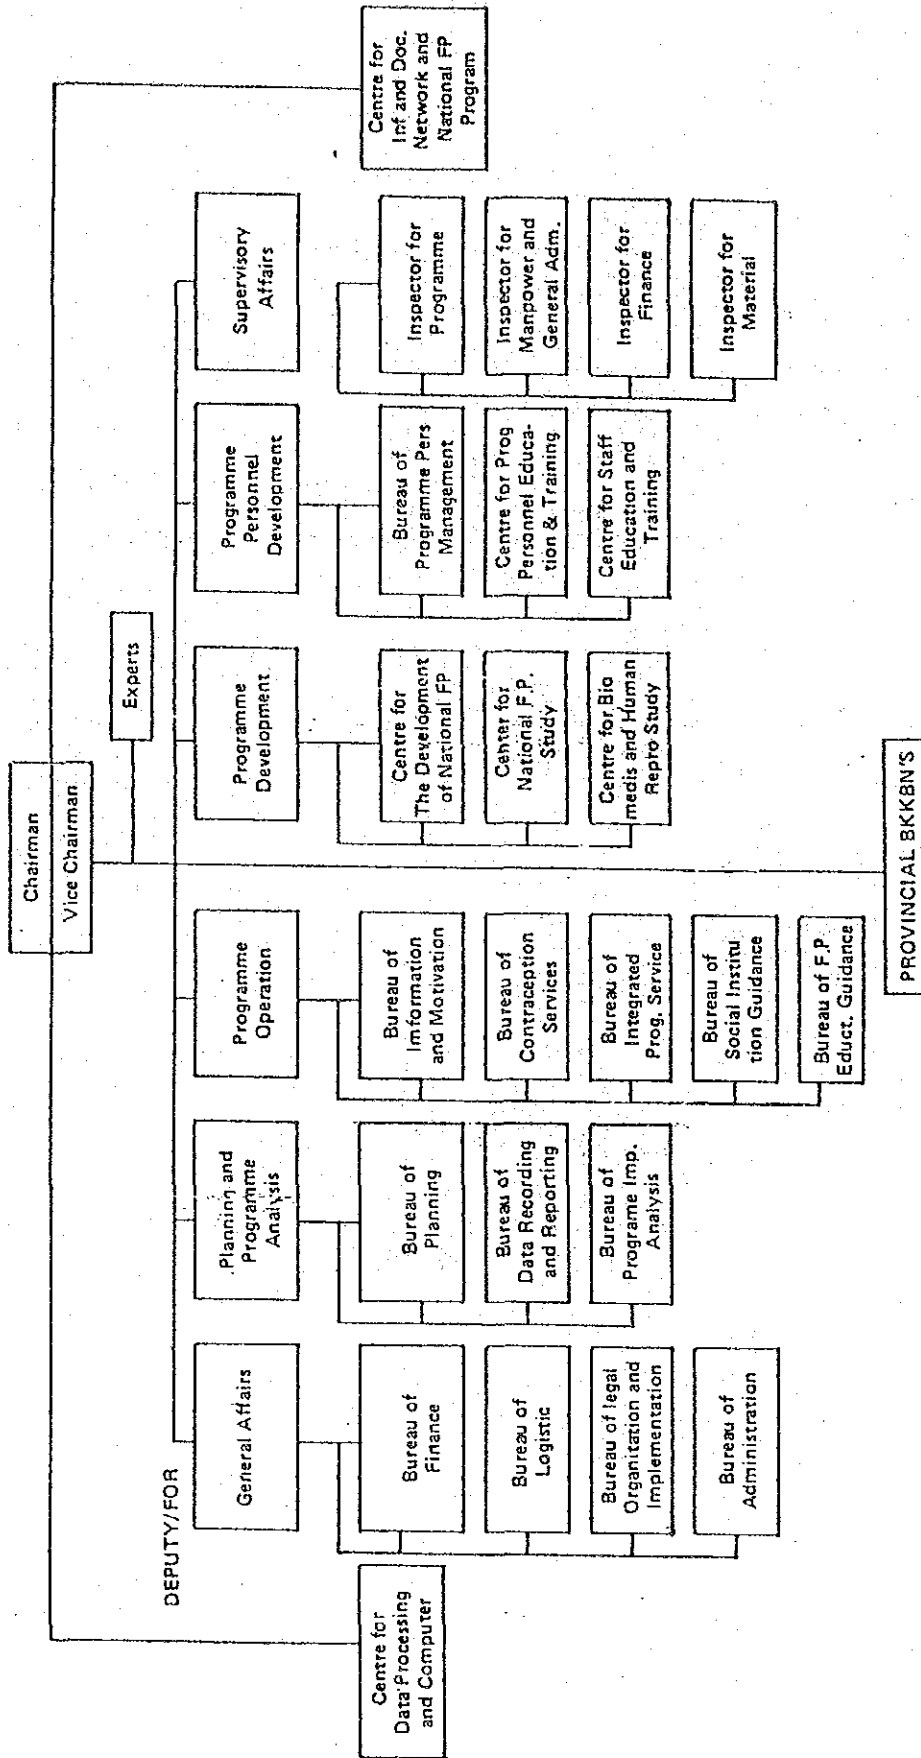 Chairman
Vice Chairman
Experts
DEPUTY/FOR
General Affairs
Planning and
Programme
Analysis
Programme
Operation
Programme
Development
Programme
Personnel
Development
Supervisory
Affairs
Centre for
Data Processing
and Computer
Bureau of
Finance
Bureau of
Logistic
Bureau of legal
Organitation and
Implementation
Bureau of
Administration
Bureau of
Planning
Bureau of
Data Recording
and Reporting
Bureau of
Programe Imp.
Analysis
Bureau of
Imformation
and Motivation
Bureau of
Contraception
Services
Bureau of
Integrated
Prog. Service
Bureau of
Social Institu
tion Guidance
Bureau of F.P
Educt. Guidance
Centre for
The Development
of National FP
Center for
National F.P.
Study
Centre for Bio
medis and Human
Repro Study
Bureau of
Programme Pers
Management
Centre for Prog
Personnel Educa-
tion & Training
Centre for Staff
Education and
Training
Inspector for
Programme
Inspector for
Manpower and
General Adm.
Inspector for
Finance
Inspector for
Material
Centre for
Inf and Doc.
Network and
National FP
Program
PROVINCIAL BKKBN'S